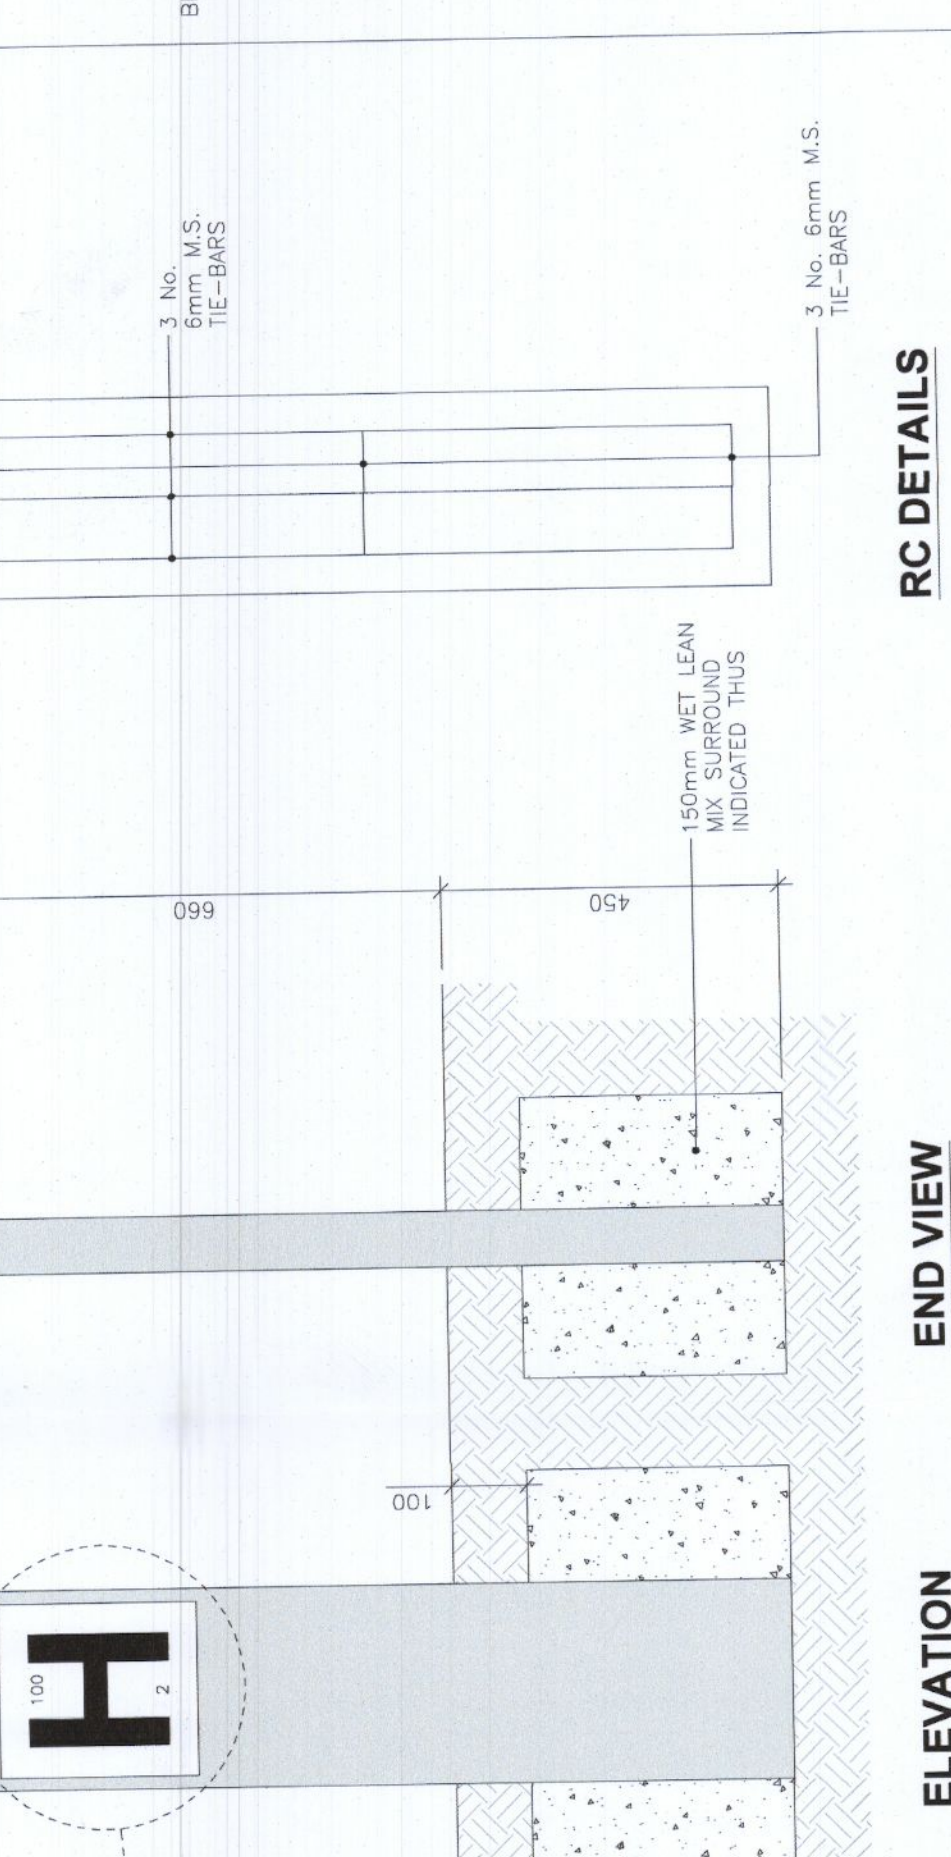 B
3 No.
6mm M.S.
TIE-BARS
3 No. 6mm M.S.
TIE-BARS
RC DETAILS
150mm WET LEAN
MIX SURROUND
INDICATED THUS
660
450
END VIEW
100
H
100
2
ELEVATION